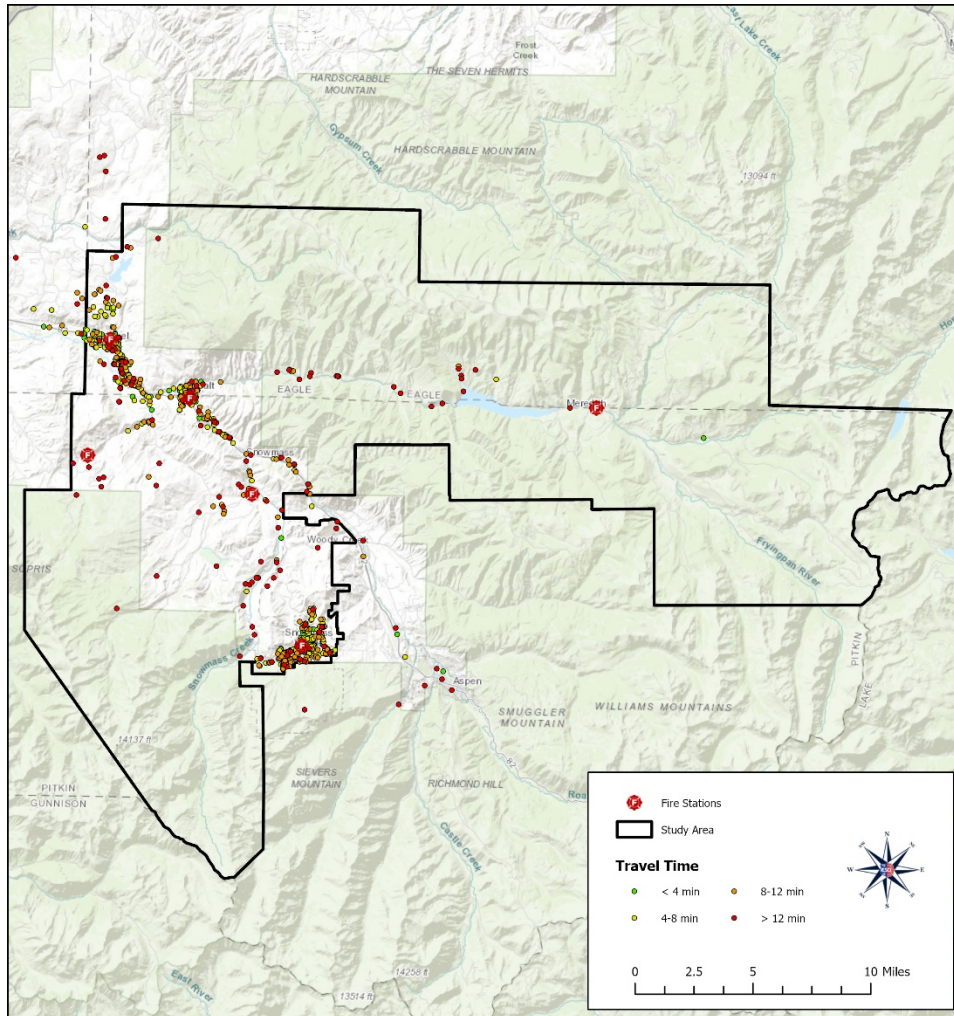 Frost
Creek
HARDSCRABBLE
MOUNTAIN
THE SEVEN HERMITS
Lake Creek
Gypsum Creek
HARDSCRABBLE MOUNTAIN
13094 ft
EAGLE
EAGLE
Meredith
Woody
Fryingpan River
SOPRIS
Snowmass Creek
PITKIN
LAKE
Aspen
SMUGGLER
MOUNTAIN
WILLIAMS MOUNTAINS
14137 ft
82
SIEVERS
MOUNTAIN
RICHMOND HILL
PITKIN
GUNNISON
Castle Creek
East River
14258 ft
13514 ft
F
F
F
F
F
F
F
Fire Stations
Study Area
Travel Time
< 4 min
8-12 min
4-8 min
> 12 min
N
W
E
S
0
2.5
5
10 Miles